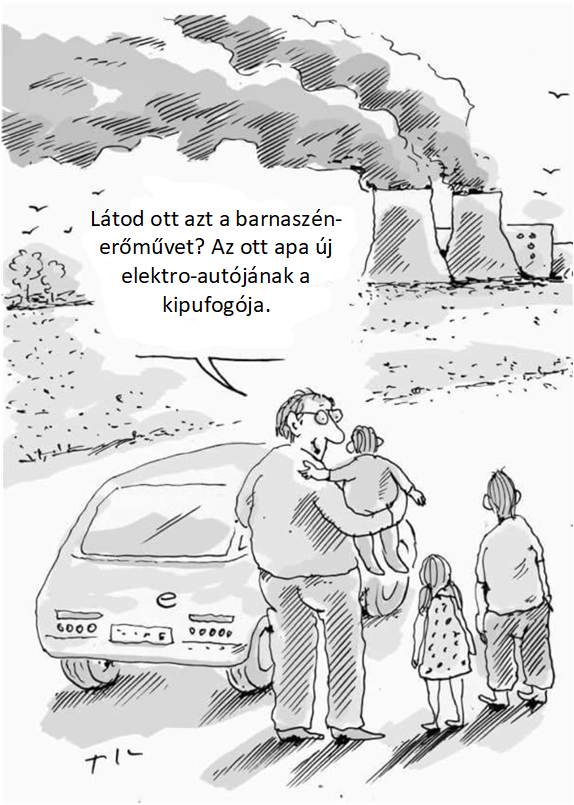 Látod ott azt a barnaszén-
erőművet? Az ott apa új
elektro-autójának a
kipufogója.
e